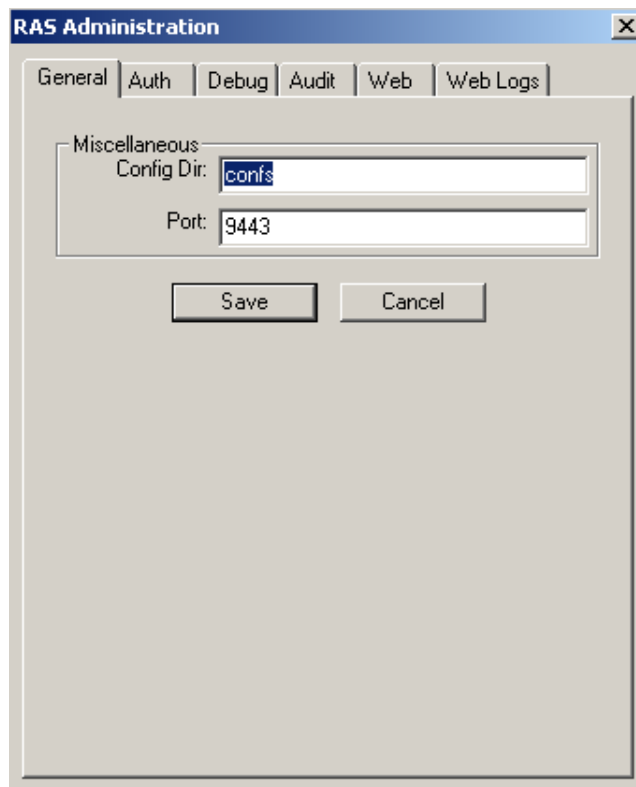 RAS Administration
General Auth Debug Audit Web Web Logs
Miscellaneous
Config Dir: confs
Port: 9443
Save Cancel